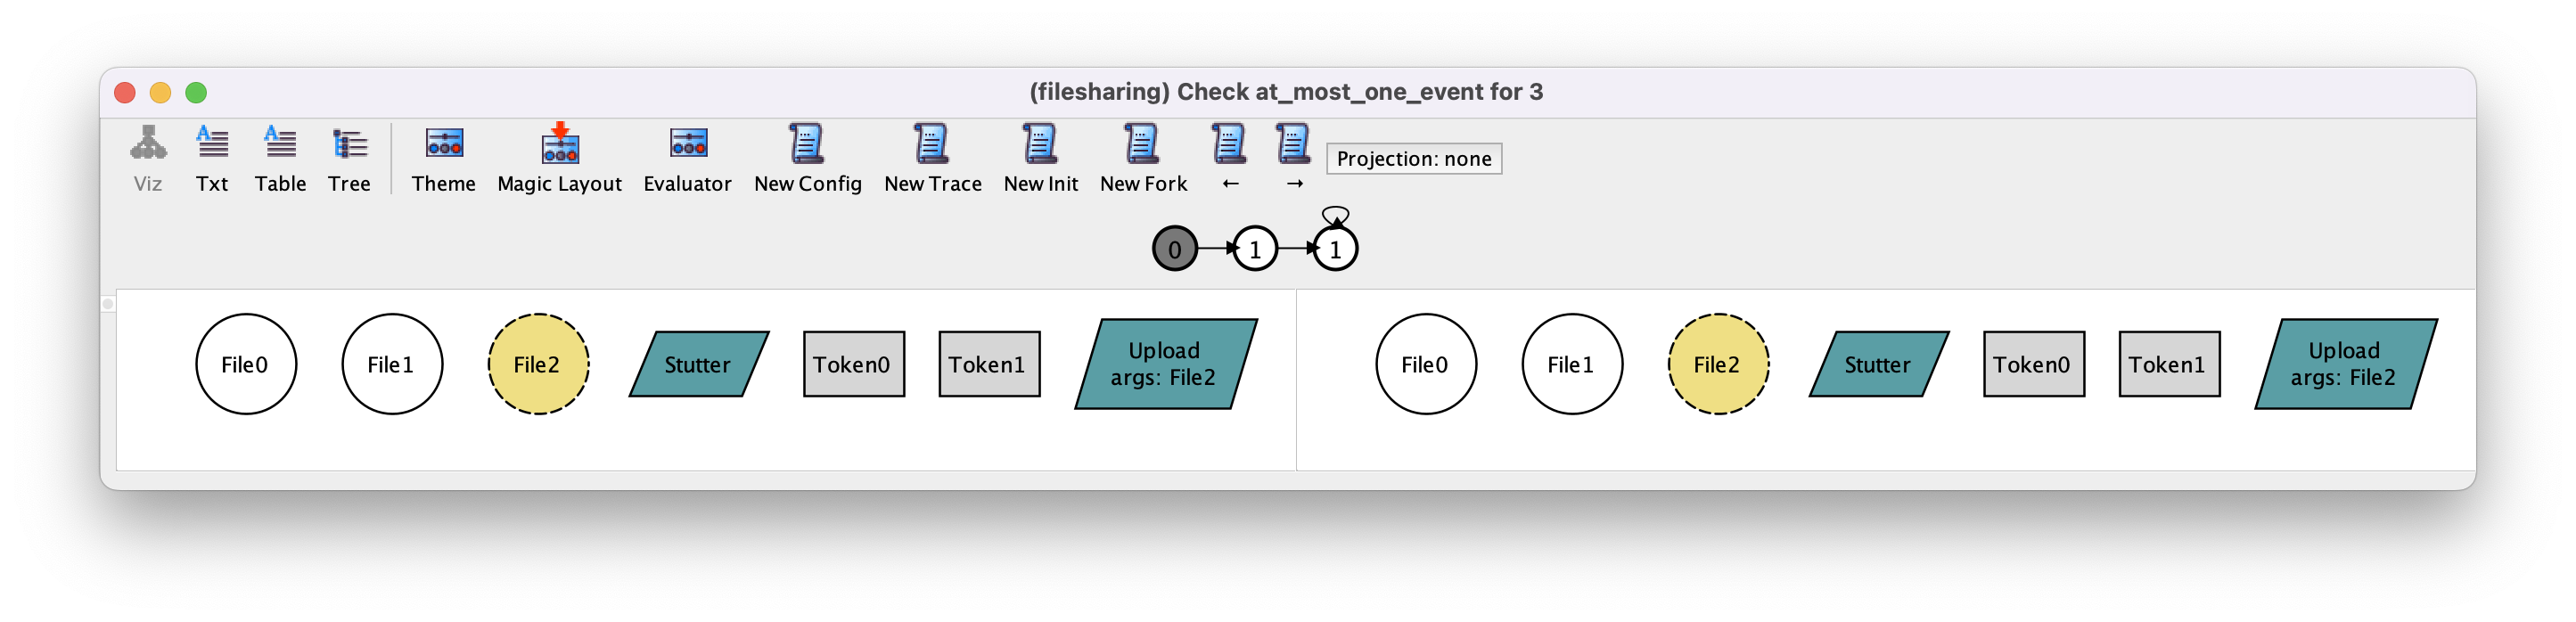 (filesharing) Check at_most_one_event for 3
Viz
Txt
Table
Tree
Theme
Magic Layout
Evaluator
New Config
New Trace
New Init
New Fork
←
→
Projection: none
0
1
1
File0
File1
File2
Stutter
Token0
Token1
Upload
args: File2
File0
File1
File2
Stutter
Token0
Token1
Upload
args: File2